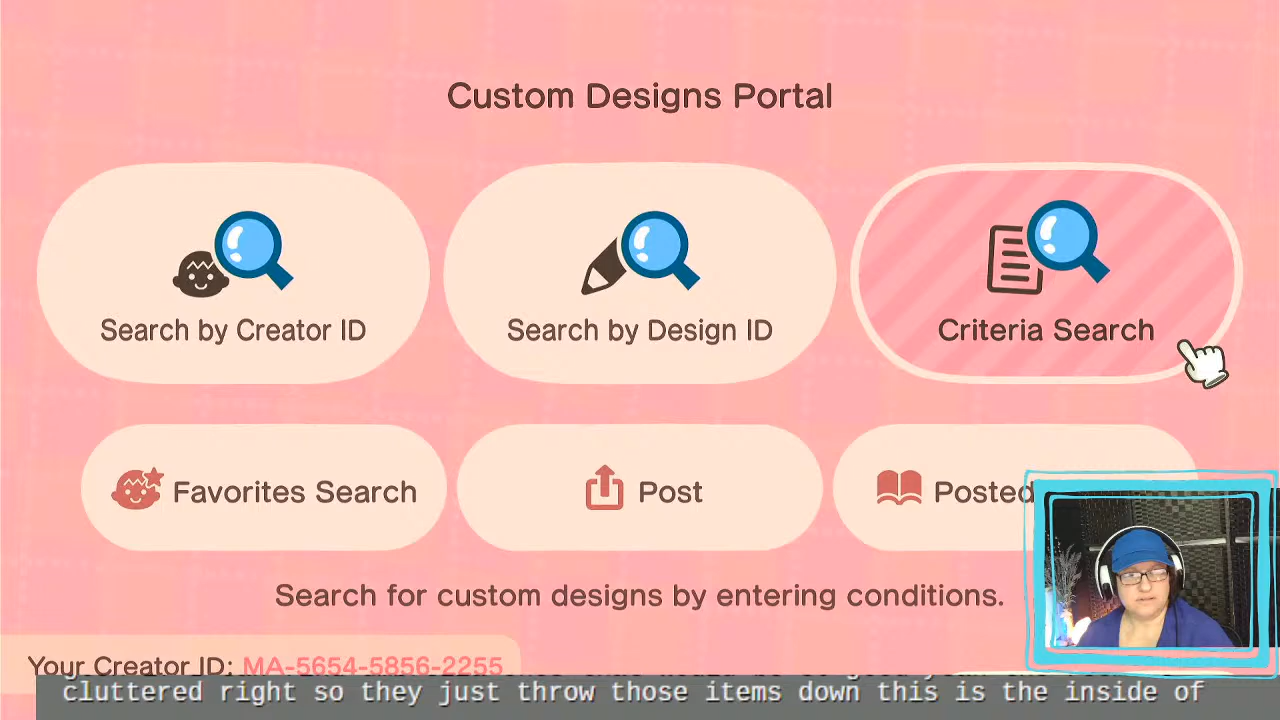 Custom Designs Portal
Search by Creator ID
Search by Design ID
Criteria Search
Favorites Search
Post
Posted
Search for custom designs by entering conditions.
Your Creator ID: MA-5654-5856-2255
cluttered right so they just throw those items down this is the inside of